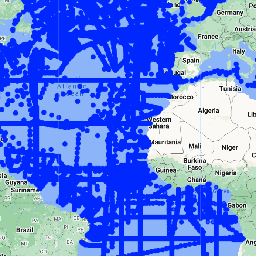 Germany
France
Austria
Italy
Spain
Tunisia
Morocco
Algeria
Western
Sahara
Mauritania
Mali
Niger
Burkina
Faso
Guinea
Ghana
Nigeria
Guyana
Suriname
Gabon
Brazil